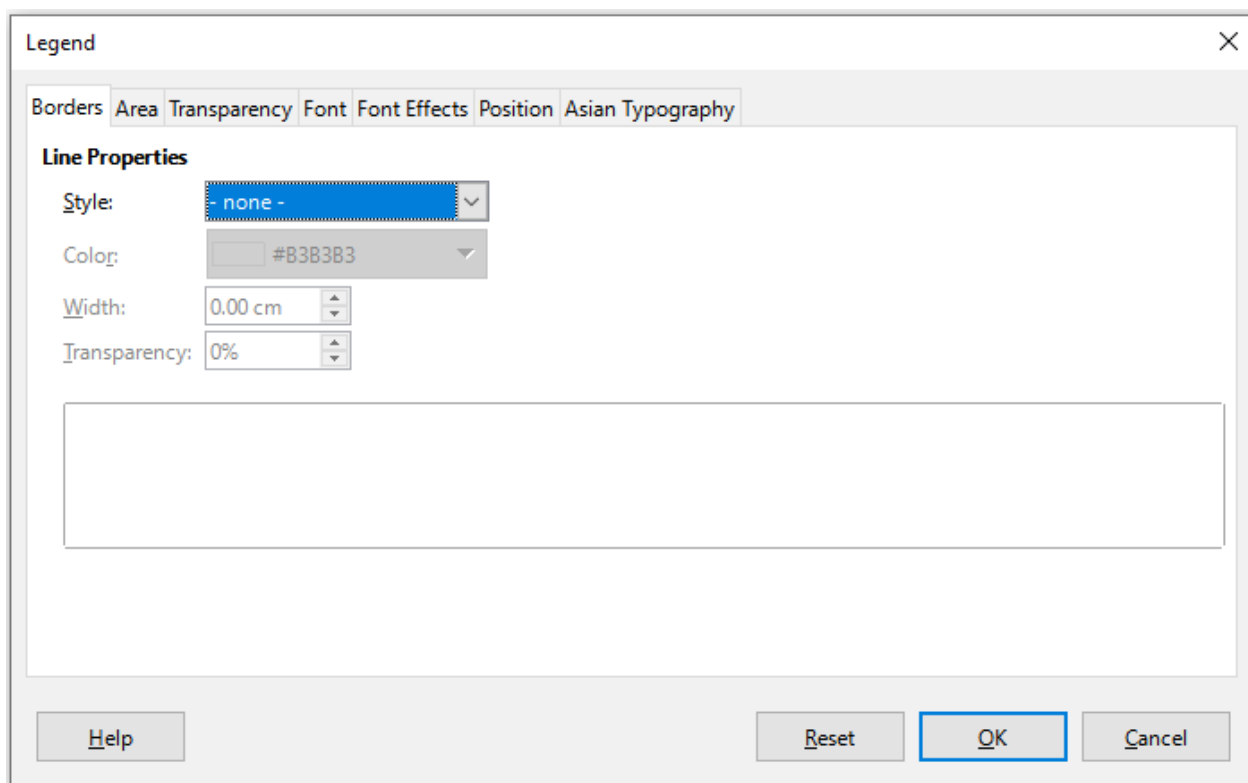 Legend
Borders Area Transparency Font Font Effects Position Asian Typography
Line Properties
Style: - none -
Color: #B3B3B3
Width: 0.00 cm
Transparency: 0%
Help Reset OK Cancel